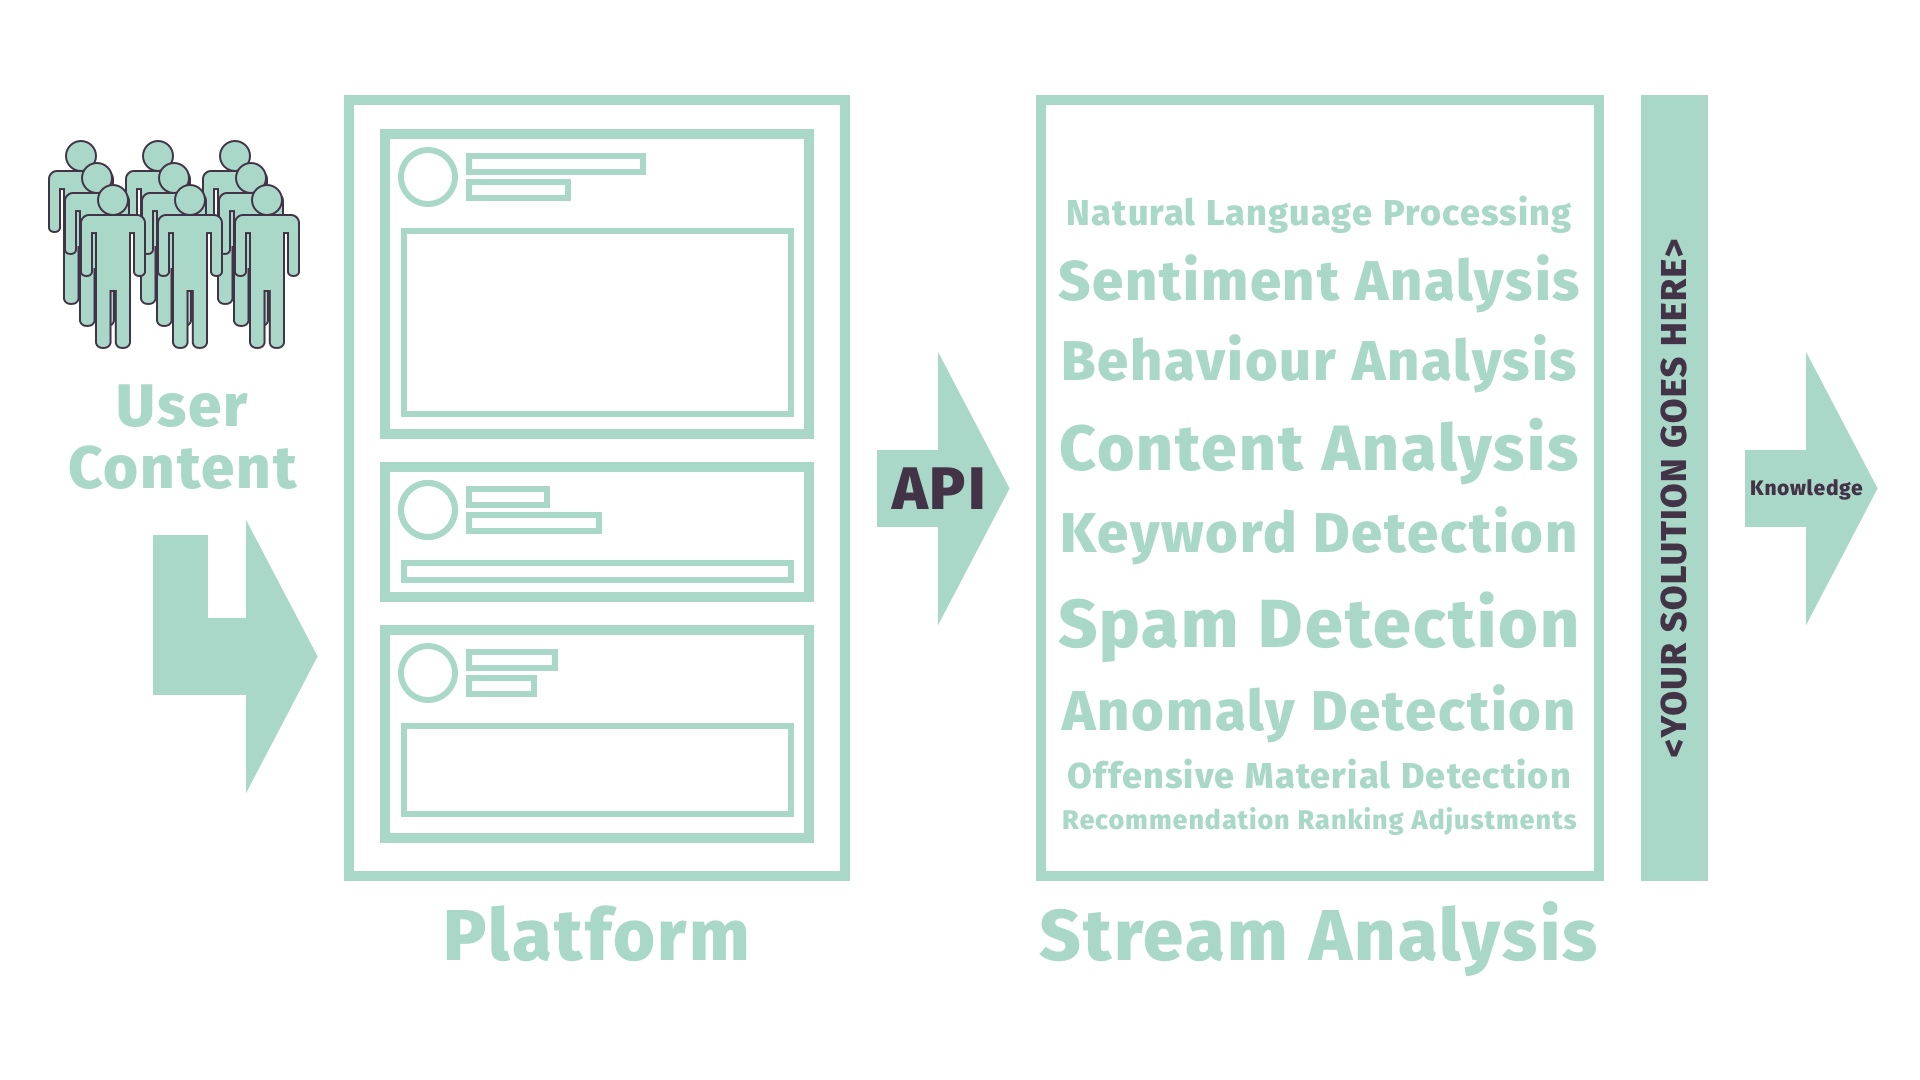 User
Content
Platform
API
Natural Language Processing
Sentiment Analysis
Behaviour Analysis
Content Analysis
Keyword Detection
Spam Detection
Anomaly Detection
Offensive Material Detection
Recommendation Ranking Adjustments
Stream Analysis
<YOUR SOLUTION GOES HERE>
Knowledge